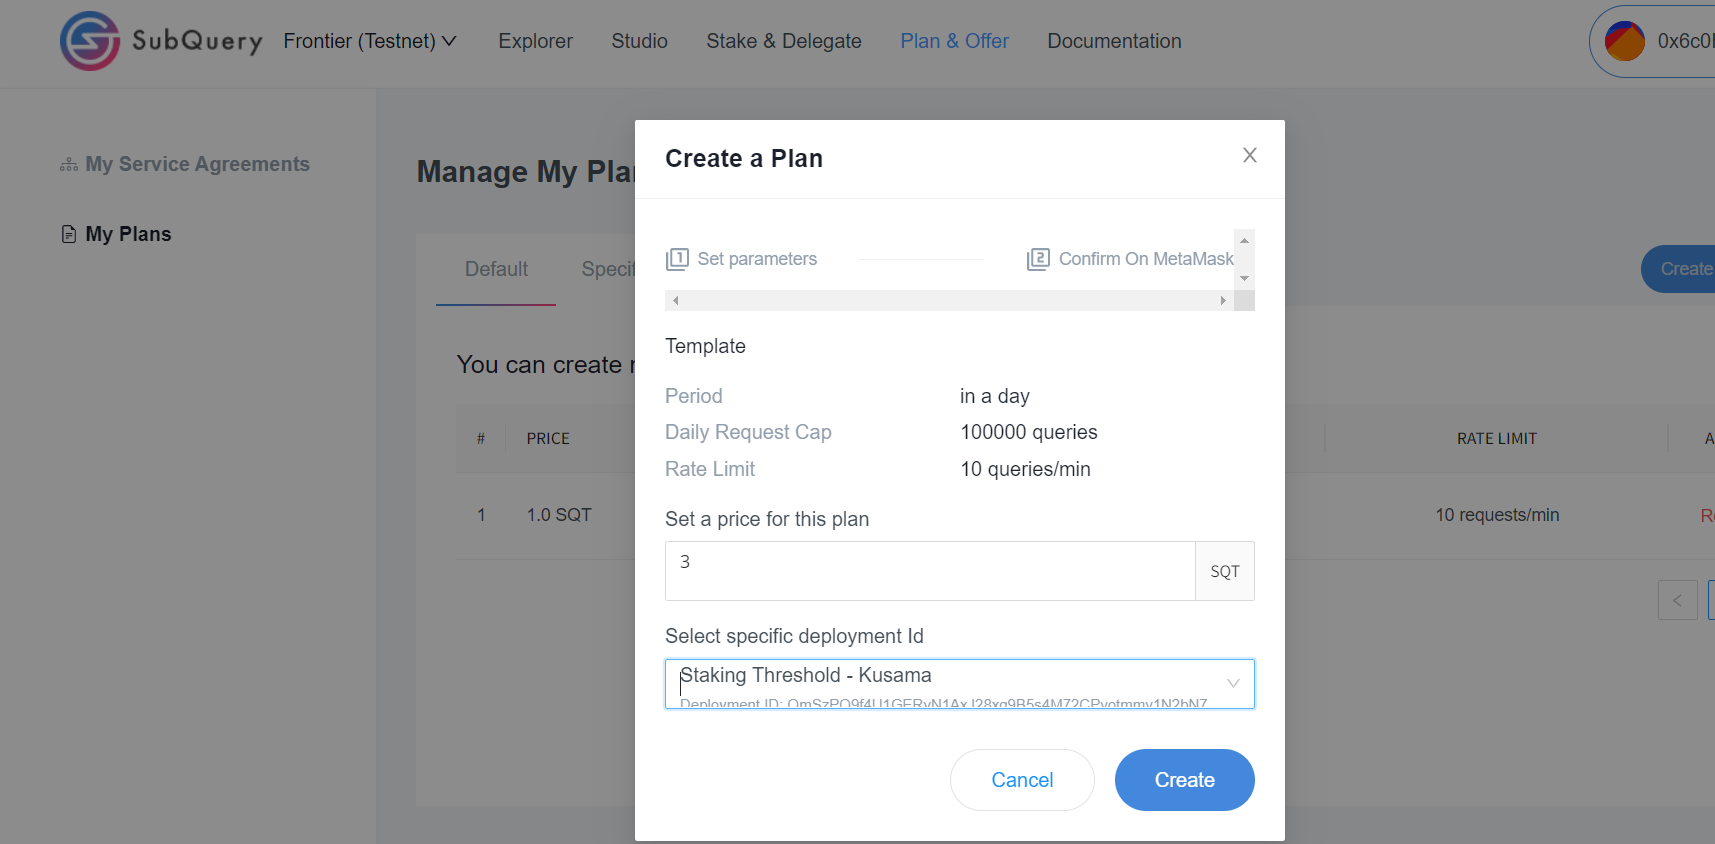 SubQuery Frontier (Testnet) Explorer Studio Stake & Delegate Plan & Offer Documentation
My Service Agreements
My Plans
Manage My Pla
Default Specif
Create
You can create
# PRICE RATE LIMIT A
1 1.0 SQT 10 requests/min
Create a Plan
1 Set parameters 2 Confirm On MetaMask
Template
Period in a day
Daily Request Cap 100000 queries
Rate Limit 10 queries/min
Set a price for this plan
3 SQT
Select specific deployment Id
Staking Threshold - Kusama
Deployment ID:
Cancel Create